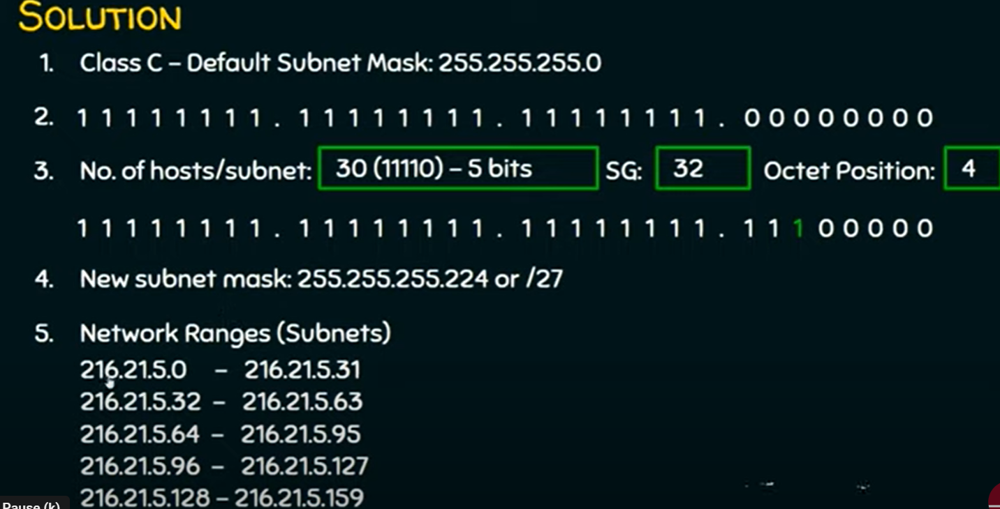 SOLUTION
1. Class C – Default Subnet Mask: 255.255.255.0
2. 1 1 1 1 1 1 1 1 . 1 1 1 1 1 1 1 1 . 1 1 1 1 1 1 1 1 . 0 0 0 0 0 0 0 0
3. No. of hosts/subnet: 30 (11110) – 5 bits SG: 32 Octet Position: 4
1 1 1 1 1 1 1 1 . 1 1 1 1 1 1 1 1 . 1 1 1 1 1 1 1 1 . 1 1 1 0 0 0 0 0
4. New subnet mask: 255.255.255.224 or /27
5. Network Ranges (Subnets)
216.21.5.0 – 216.21.5.31
216.21.5.32 – 216.21.5.63
216.21.5.64 – 216.21.5.95
216.21.5.96 – 216.21.5.127
216.21.5.128 – 216.21.5.159
Pause (k)